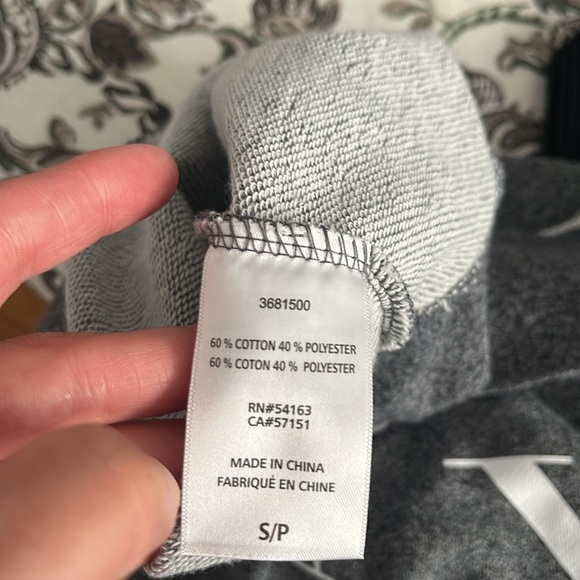 3681500
60 % COTTON 40 % POLYESTER
60 % COTON 40 % POLYESTER
RN#54163
CA#57151
MADE IN CHINA
FABRIQUÉ EN CHINE
S/P